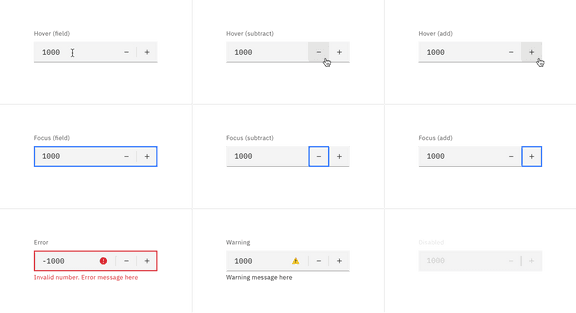 Hover (field)
1000
Hover (subtract)
1000
Hover (add)
1000
Focus (field)
1000
Focus (subtract)
1000
Focus (add)
1000
Error
-1000
Invalid number. Error message here
Warning
1000
Warning message here
Disabled
1000